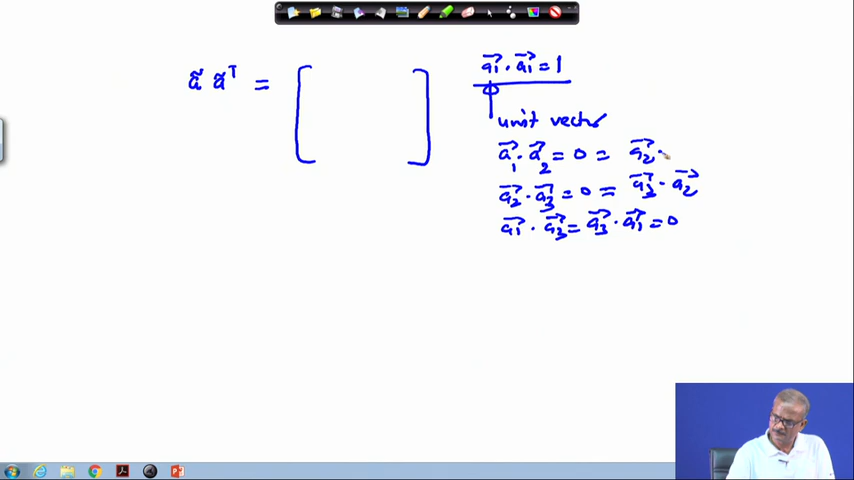 ã ã^T = [ ]
a⃗1 · a⃗1 = 1
unit vector
a⃗1 · a⃗2 = 0 = a⃗2 ·
a⃗2 · a⃗3 = 0 = a⃗3 · a⃗2
a⃗1 · a⃗3 = a⃗3 · a⃗1 = 0